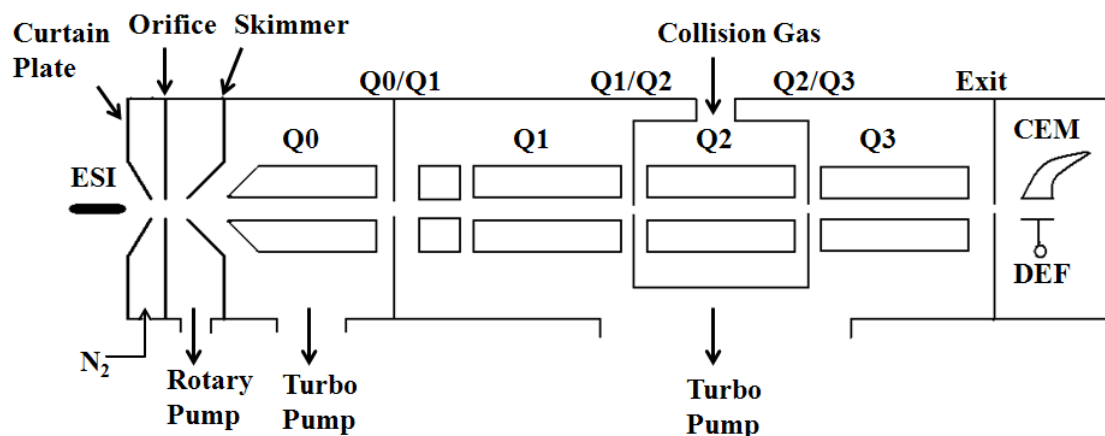 Curtain
Plate
Orifice
Skimmer
Collision Gas
Q0/Q1
Q1/Q2
Q2/Q3
Exit
Q0
Q1
Q2
Q3
CEM
ESI
DEF
N₂
Rotary
Pump
Turbo
Pump
Turbo
Pump